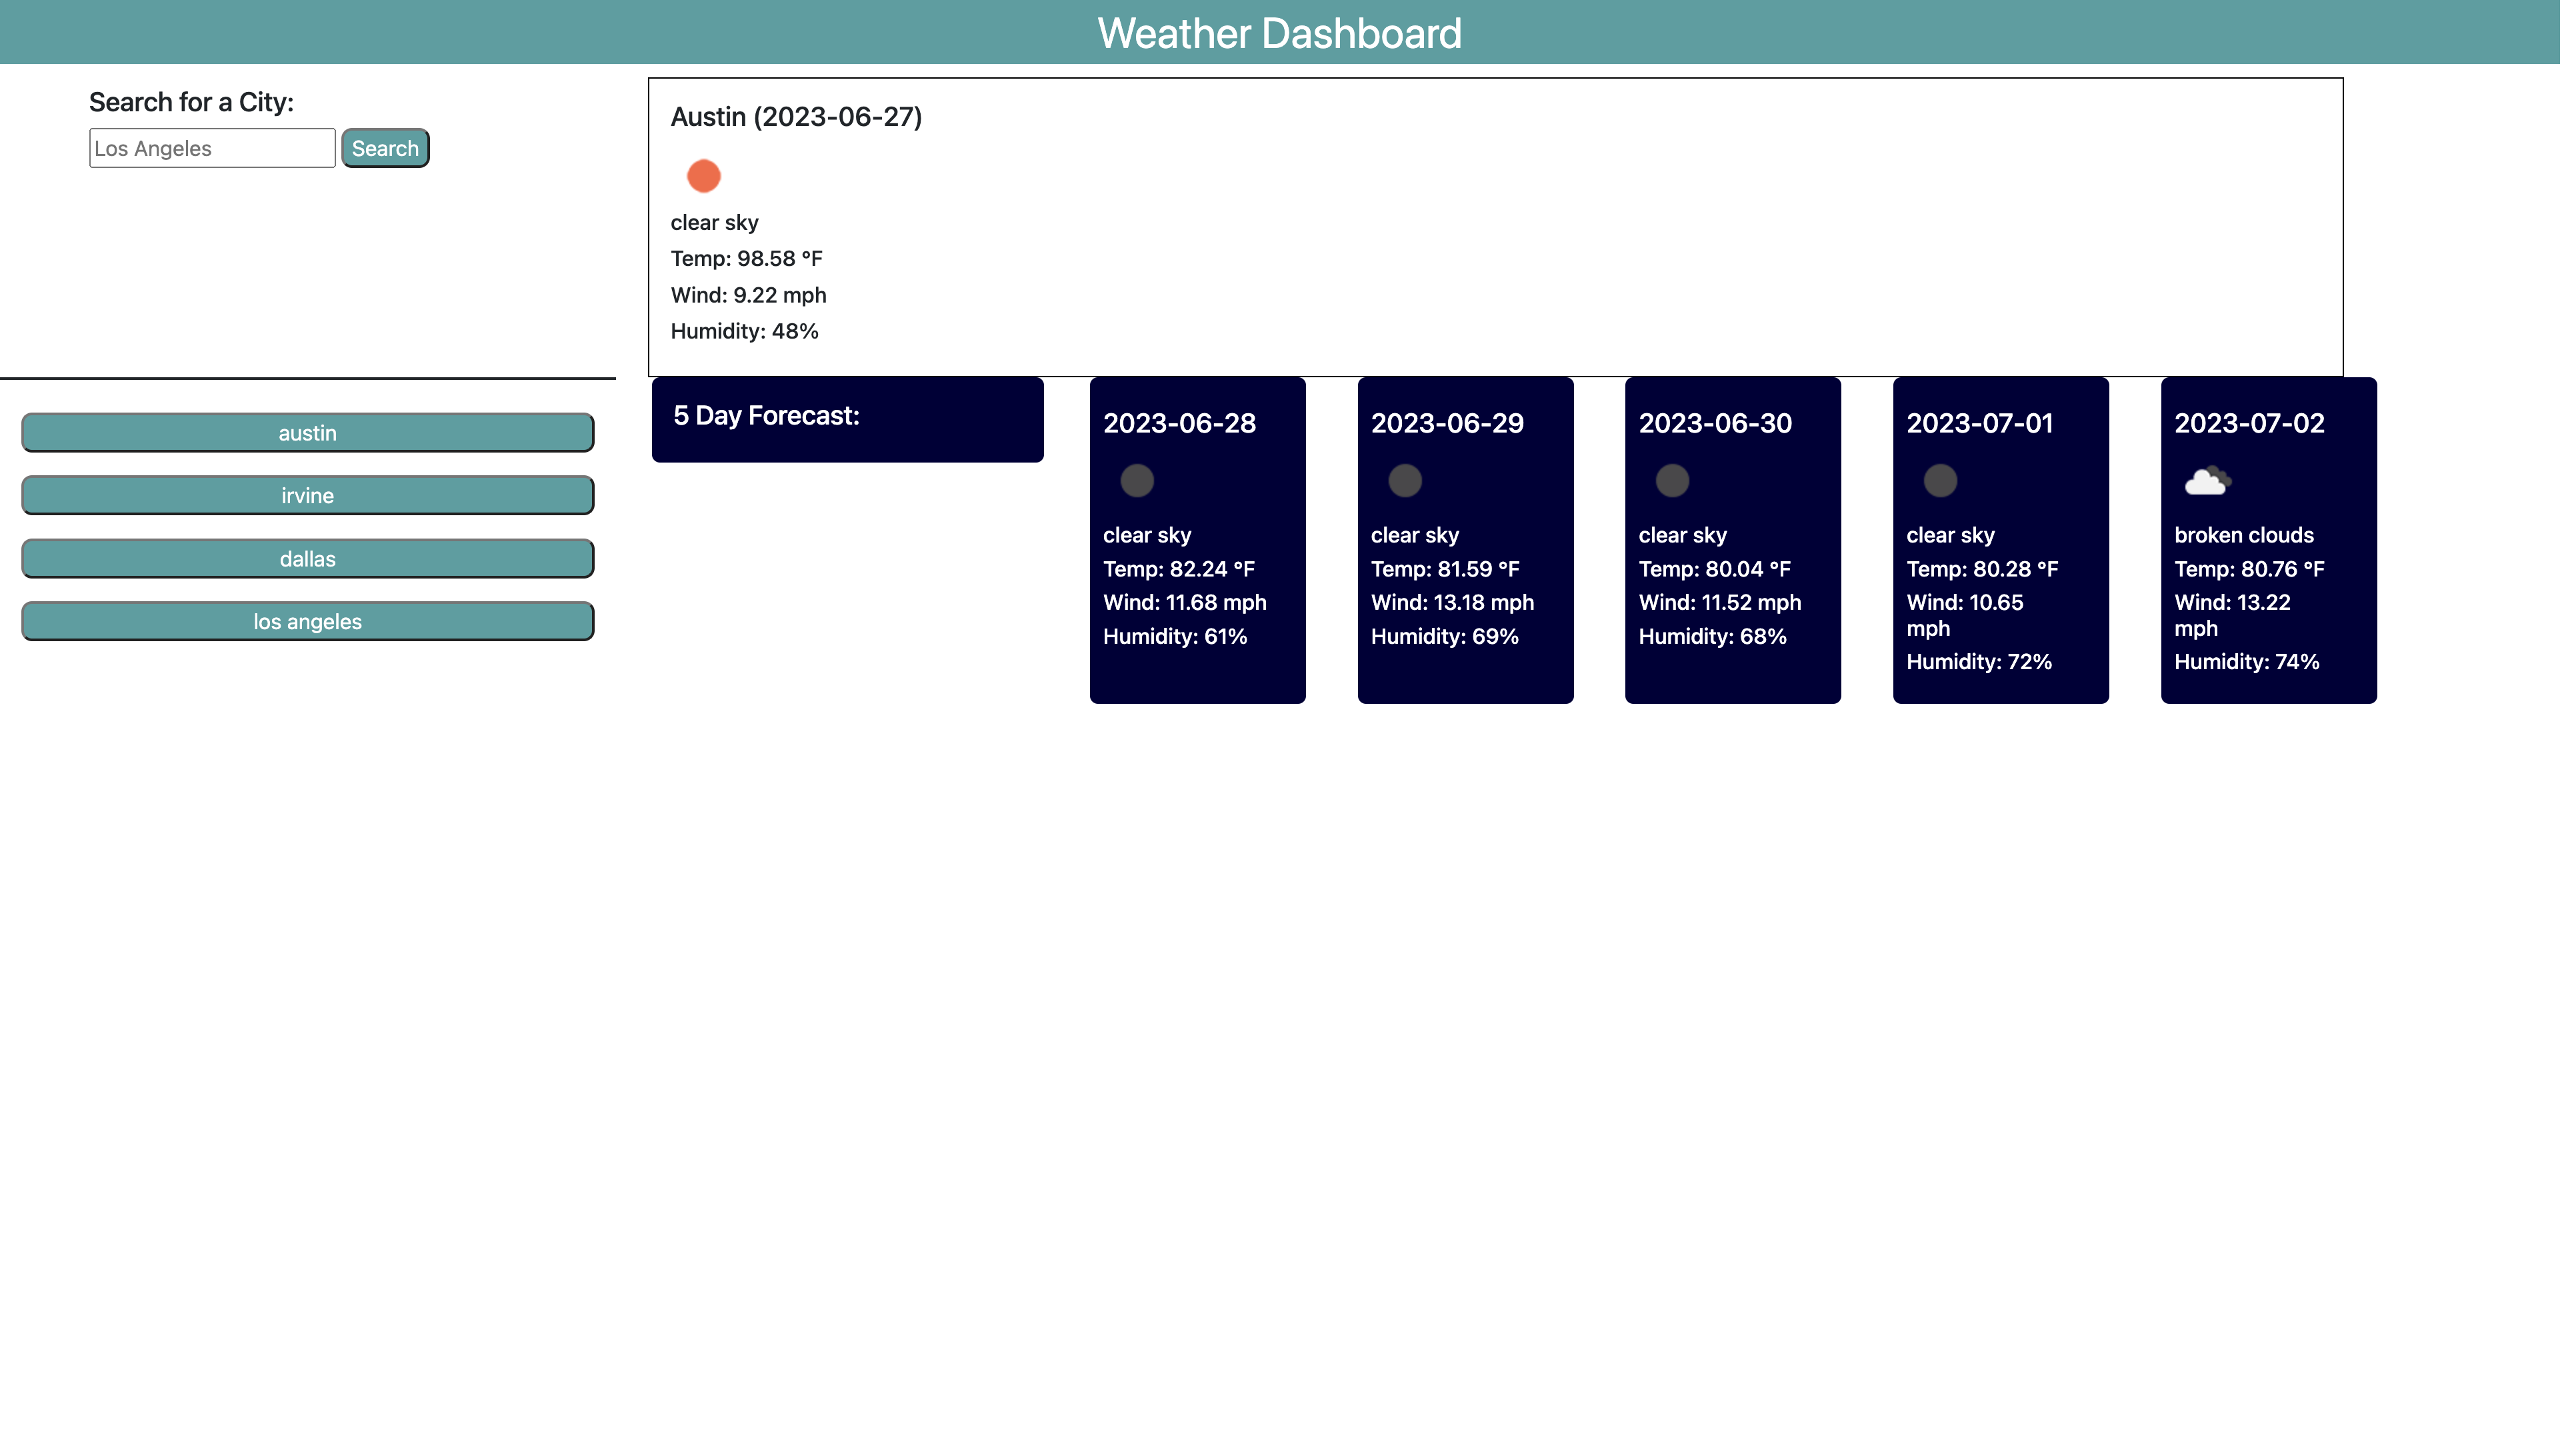 Weather Dashboard
Search for a City:
Los Angeles
Search
austin
irvine
dallas
los angeles
Austin (2023-06-27)
clear sky
Temp: 98.58 °F
Wind: 9.22 mph
Humidity: 48%
5 Day Forecast:
2023-06-28
clear sky
Temp: 82.24 °F
Wind: 11.68 mph
Humidity: 61%
2023-06-29
clear sky
Temp: 81.59 °F
Wind: 13.18 mph
Humidity: 69%
2023-06-30
clear sky
Temp: 80.04 °F
Wind: 11.52 mph
Humidity: 68%
2023-07-01
clear sky
Temp: 80.28 °F
Wind: 10.65
mph
Humidity: 72%
2023-07-02
broken clouds
Temp: 80.76 °F
Wind: 13.22
mph
Humidity: 74%